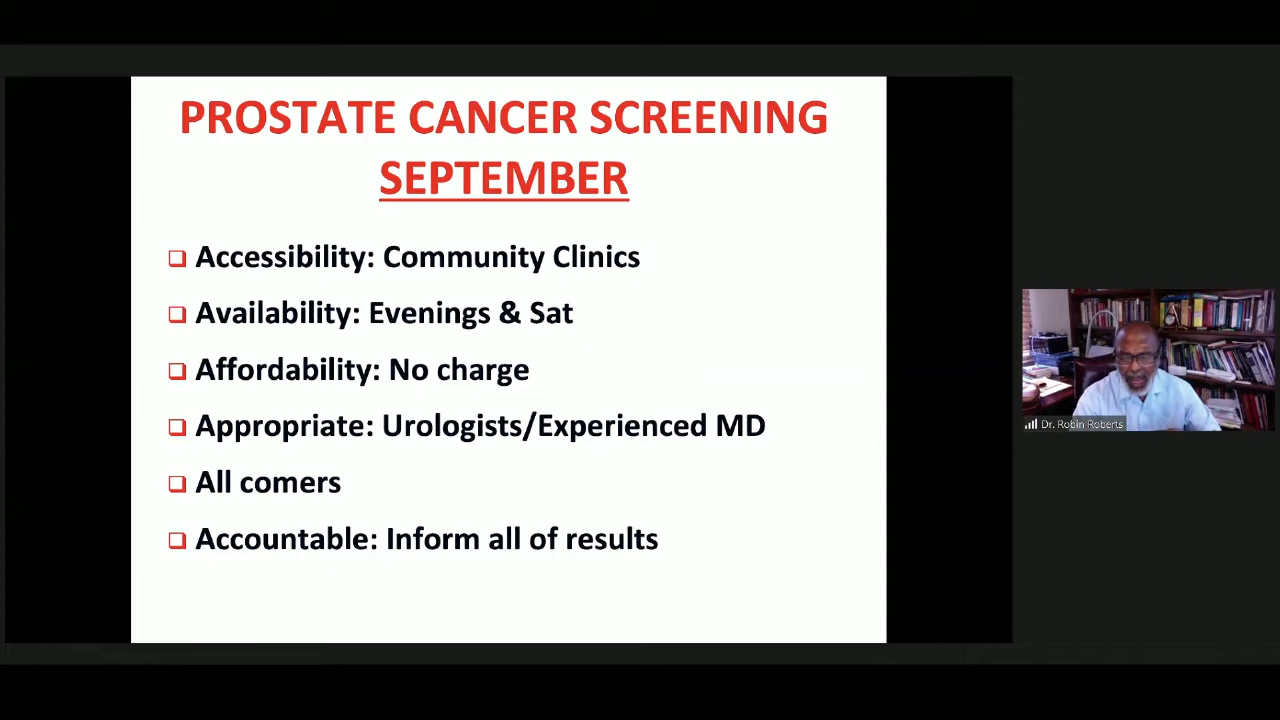 PROSTATE CANCER SCREENING
SEPTEMBER
Accessibility: Community Clinics
Availability: Evenings & Sat
Affordability: No charge
Appropriate: Urologists/Experienced MD
All comers
Accountable: Inform all of results
Dr. Robin Roberts